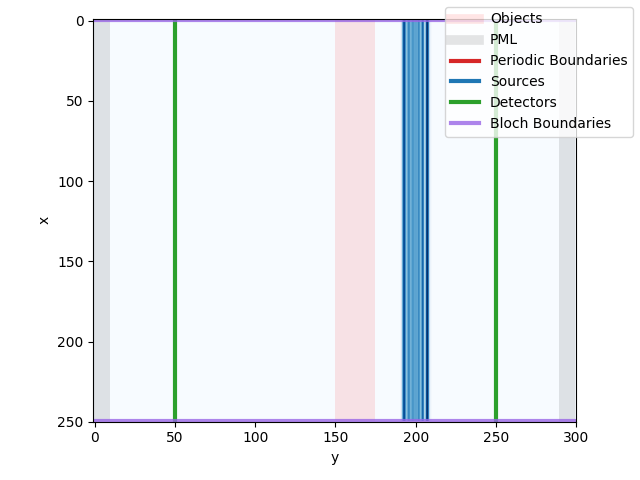 Objects
PML
Periodic Boundaries
Sources
Detectors
Bloch Boundaries
0
50
100
150
200
250
x
0
50
100
150
200
250
300
y